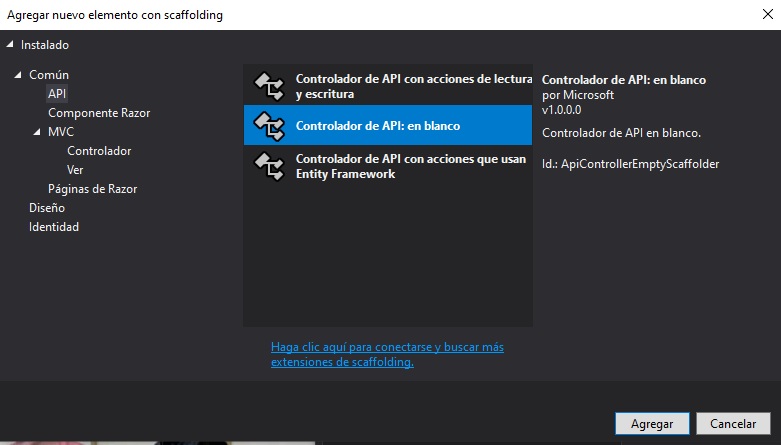 Agregar nuevo elemento con scaffolding
Instalado
Común
API
Componente Razor
MVC
Controlador
Ver
Páginas de Razor
Diseño
Identidad
Controlador de API con acciones de lectura
y escritura
Controlador de API: en blanco
Controlador de API con acciones que usan
Entity Framework
Haga clic aquí para conectarse y buscar más
extensiones de scaffolding.
Controlador de API: en blanco
por Microsoft
v1.0.0.0
Controlador de API en blanco.
Id.: ApiControllerEmptyScaffolder
Agregar
Cancelar